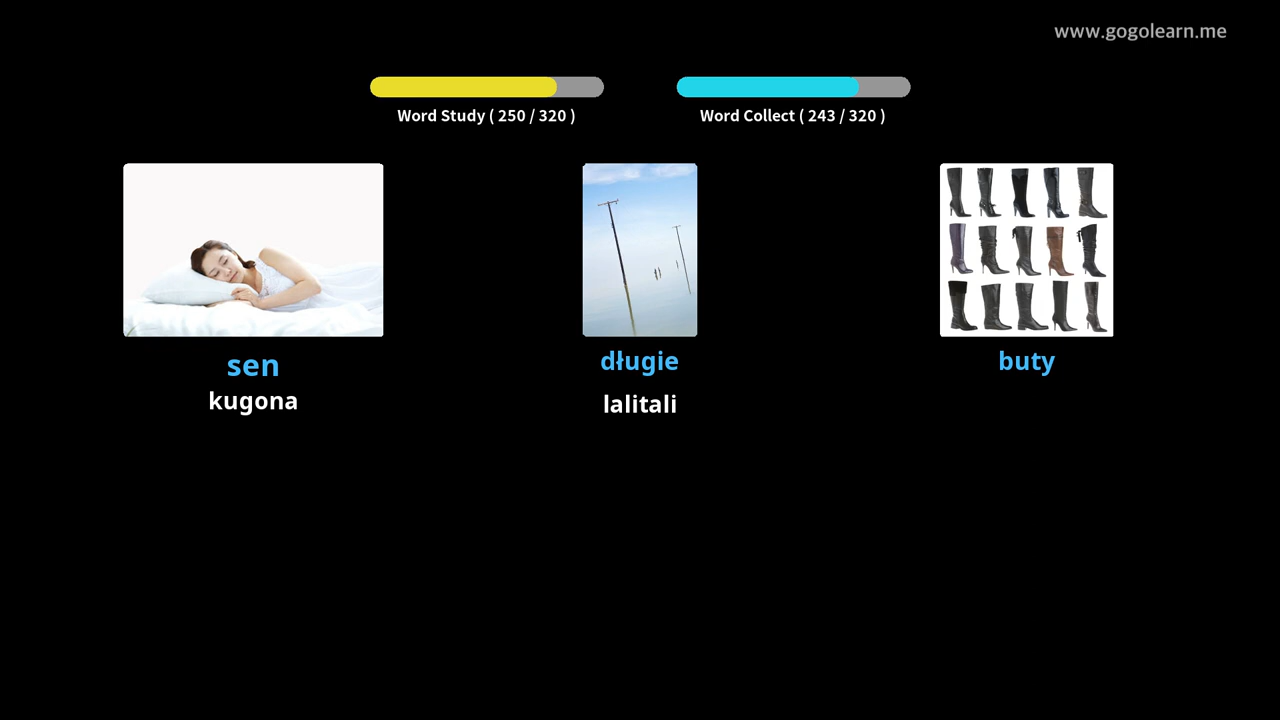 www.gogolearn.me
Word Study ( 250 / 320 )
Word Collect ( 243 / 320 )
sen
kugona
długie
lalitali
buty